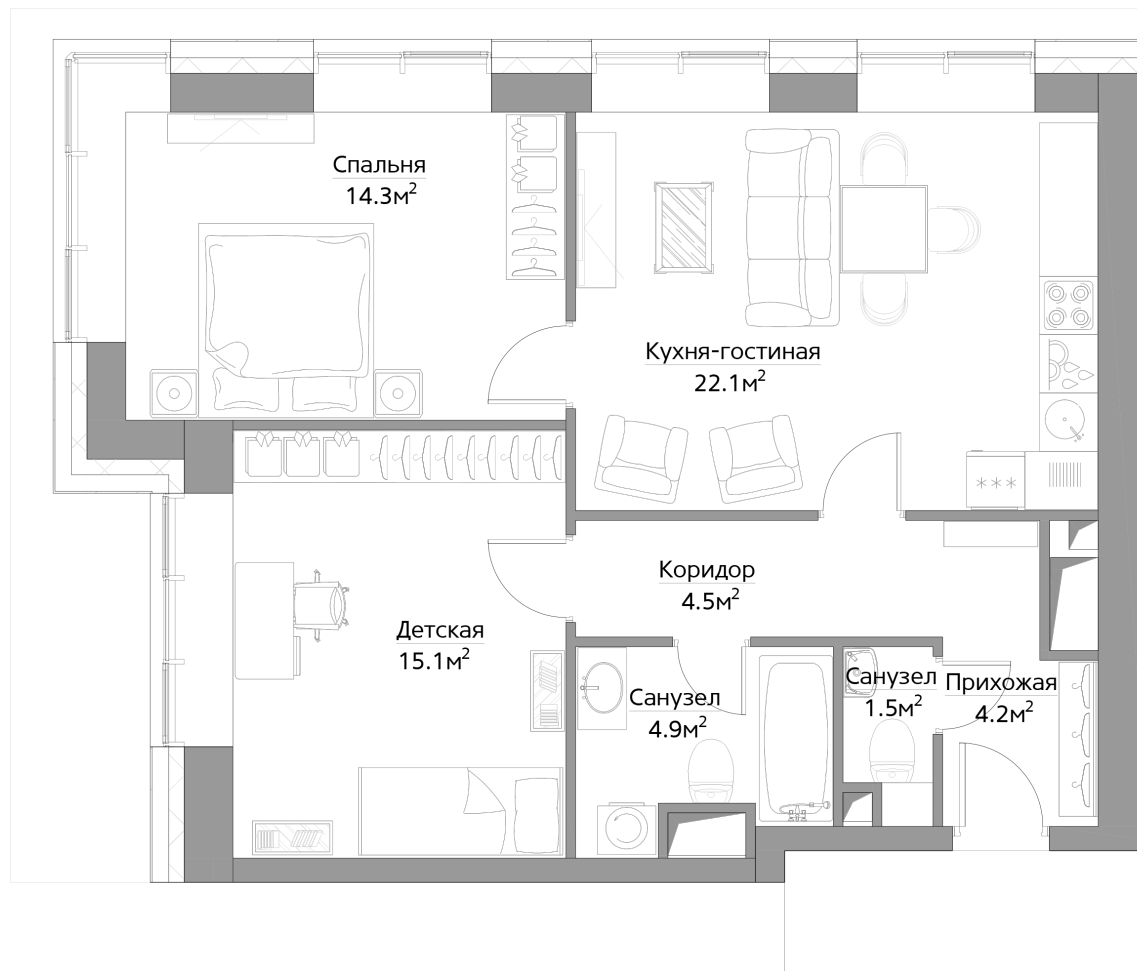 Спальня
14.3м²
Кухня-гостиная
22.1м²
Коридор
4.5м²
Детская
15.1м²
Санузел
4.9м²
Санузел
1.5м²
Прихожая
4.2м²